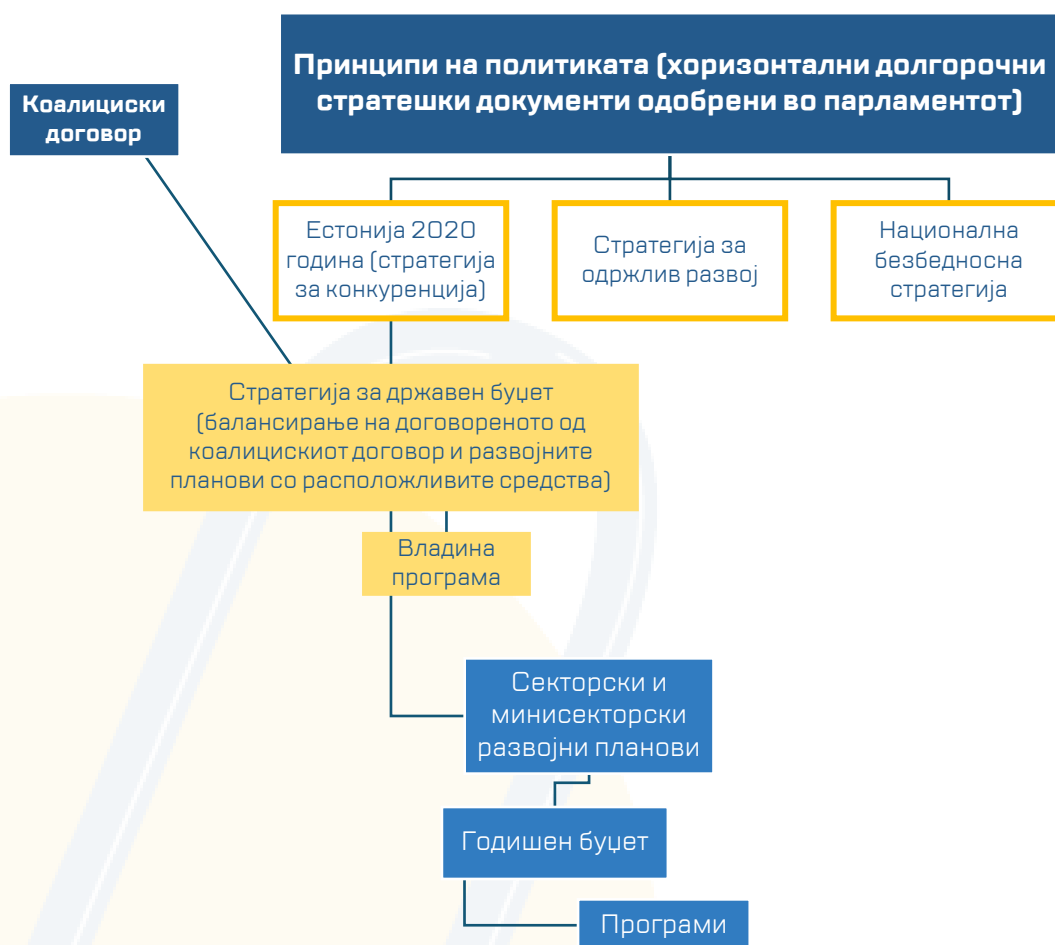 Принципи на политиката (хоризонтални долгорочни
стратешки документи одобрени во парламентот)
Коалициски
договор
Естонија 2020
година (стратегија
за конкуренција)
Стратегија за
одржлив развој
Национална
безбедносна
стратегија
Стратегија за државен буџет
(балансирање на договореното од
коалицискиот договор и развојните
планови со расположливите средства)
Владина
програма
Секторски и
минисекторски
развојни планови
Годишен буџет
Програми